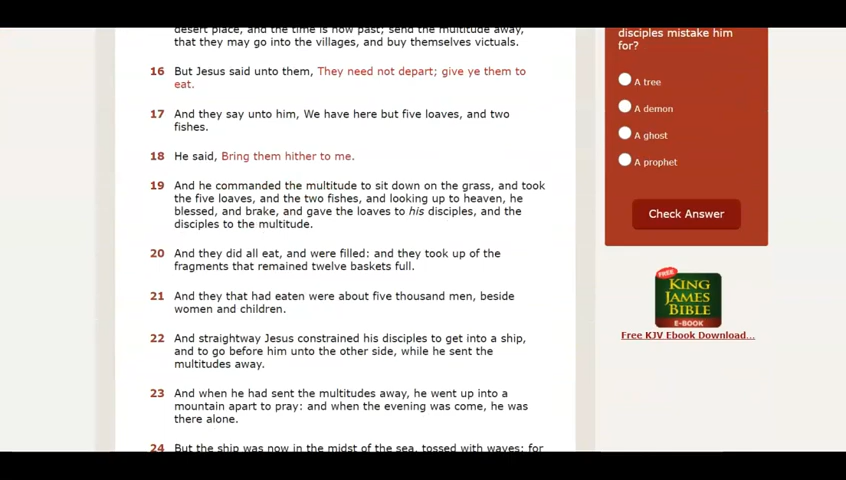 desert place, and the time is now past; send the multitude away,
that they may go into the villages, and buy themselves victuals.
16 But Jesus said unto them, They need not depart; give ye them to
eat.
17 And they say unto him, We have here but five loaves, and two
fishes.
18 He said, Bring them hither to me.
19 And he commanded the multitude to sit down on the grass, and took
the five loaves, and the two fishes, and looking up to heaven, he
blessed, and brake, and gave the loaves to his disciples, and the
disciples to the multitude.
20 And they did all eat, and were filled: and they took up of the
fragments that remained twelve baskets full.
21 And they that had eaten were about five thousand men, beside
women and children.
22 And straightway Jesus constrained his disciples to get into a ship,
and to go before him unto the other side, while he sent the
multitudes away.
23 And when he had sent the multitudes away, he went up into a
mountain apart to pray: and when the evening was come, he was
there alone.
24 But the ship was now in the midst of the sea, tossed with waves: for
disciples mistake him
for?
A tree
A demon
A ghost
A prophet
Check Answer
FREE
KING
JAMES
BIBLE
E-BOOK
Free KJV Ebook Download...